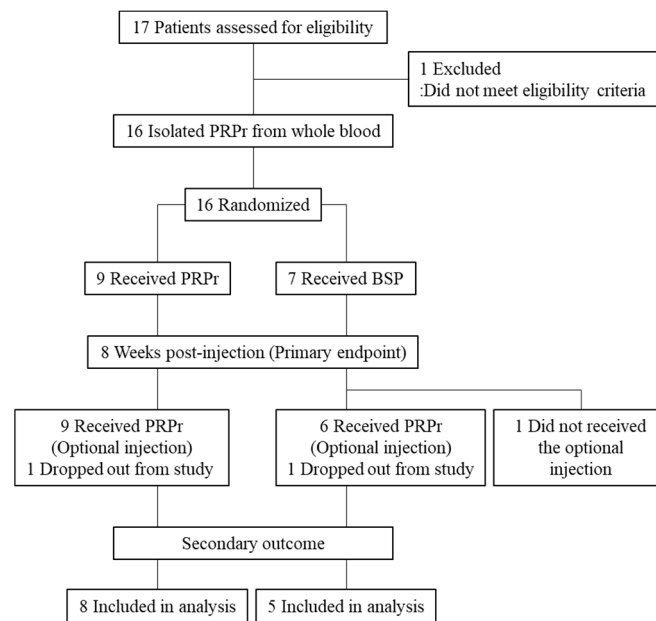 17 Patients assessed for eligibility
1 Excluded
:Did not meet eligibility criteria
16 Isolated PRPr from whole blood
16 Randomized
9 Received PRPr
7 Received BSP
8 Weeks post-injection (Primary endpoint)
9 Received PRPr
(Optional injection)
1 Dropped out from study
6 Received PRPr
(Optional injection)
1 Dropped out from study
1 Did not received
the optional
injection
Secondary outcome
8 Included in analysis
5 Included in analysis